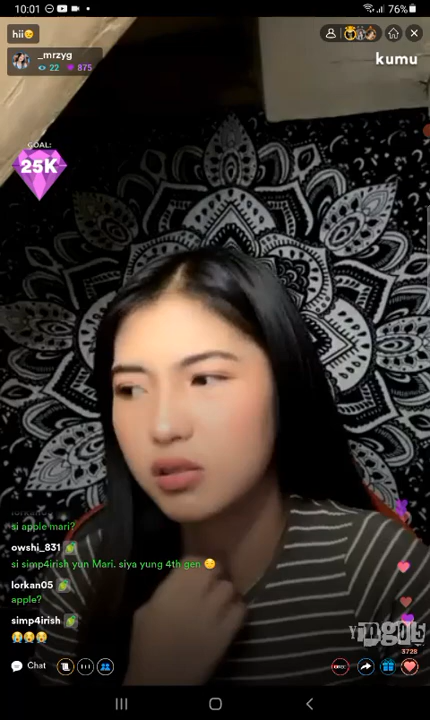 10:01
76%
hii😊
_mrzyg
22 875
kumu
GOAL:
25K
lorkan05
si apple mari?
owshi_831
si simp4irish yun Mari. siya yung 4th gen 😏
lorkan05
apple?
simp4irish
😭😭😭
3728
Chat